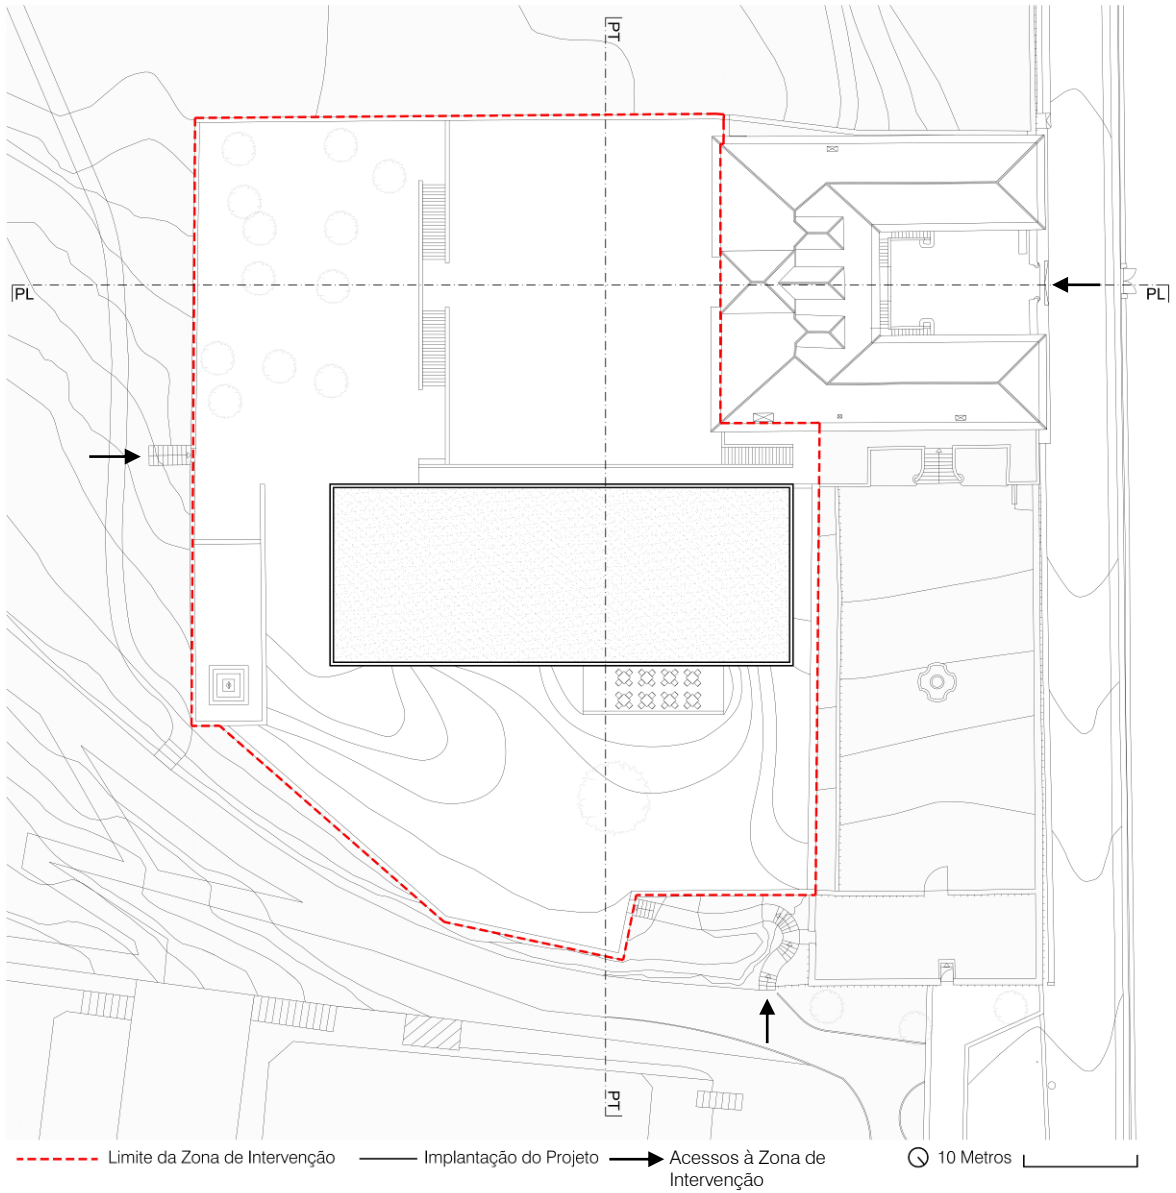 PT
PL
PL
PT
Limite da Zona de Intervenção
Implantação do Projeto
Acessos à Zona de
Intervenção
10 Metros